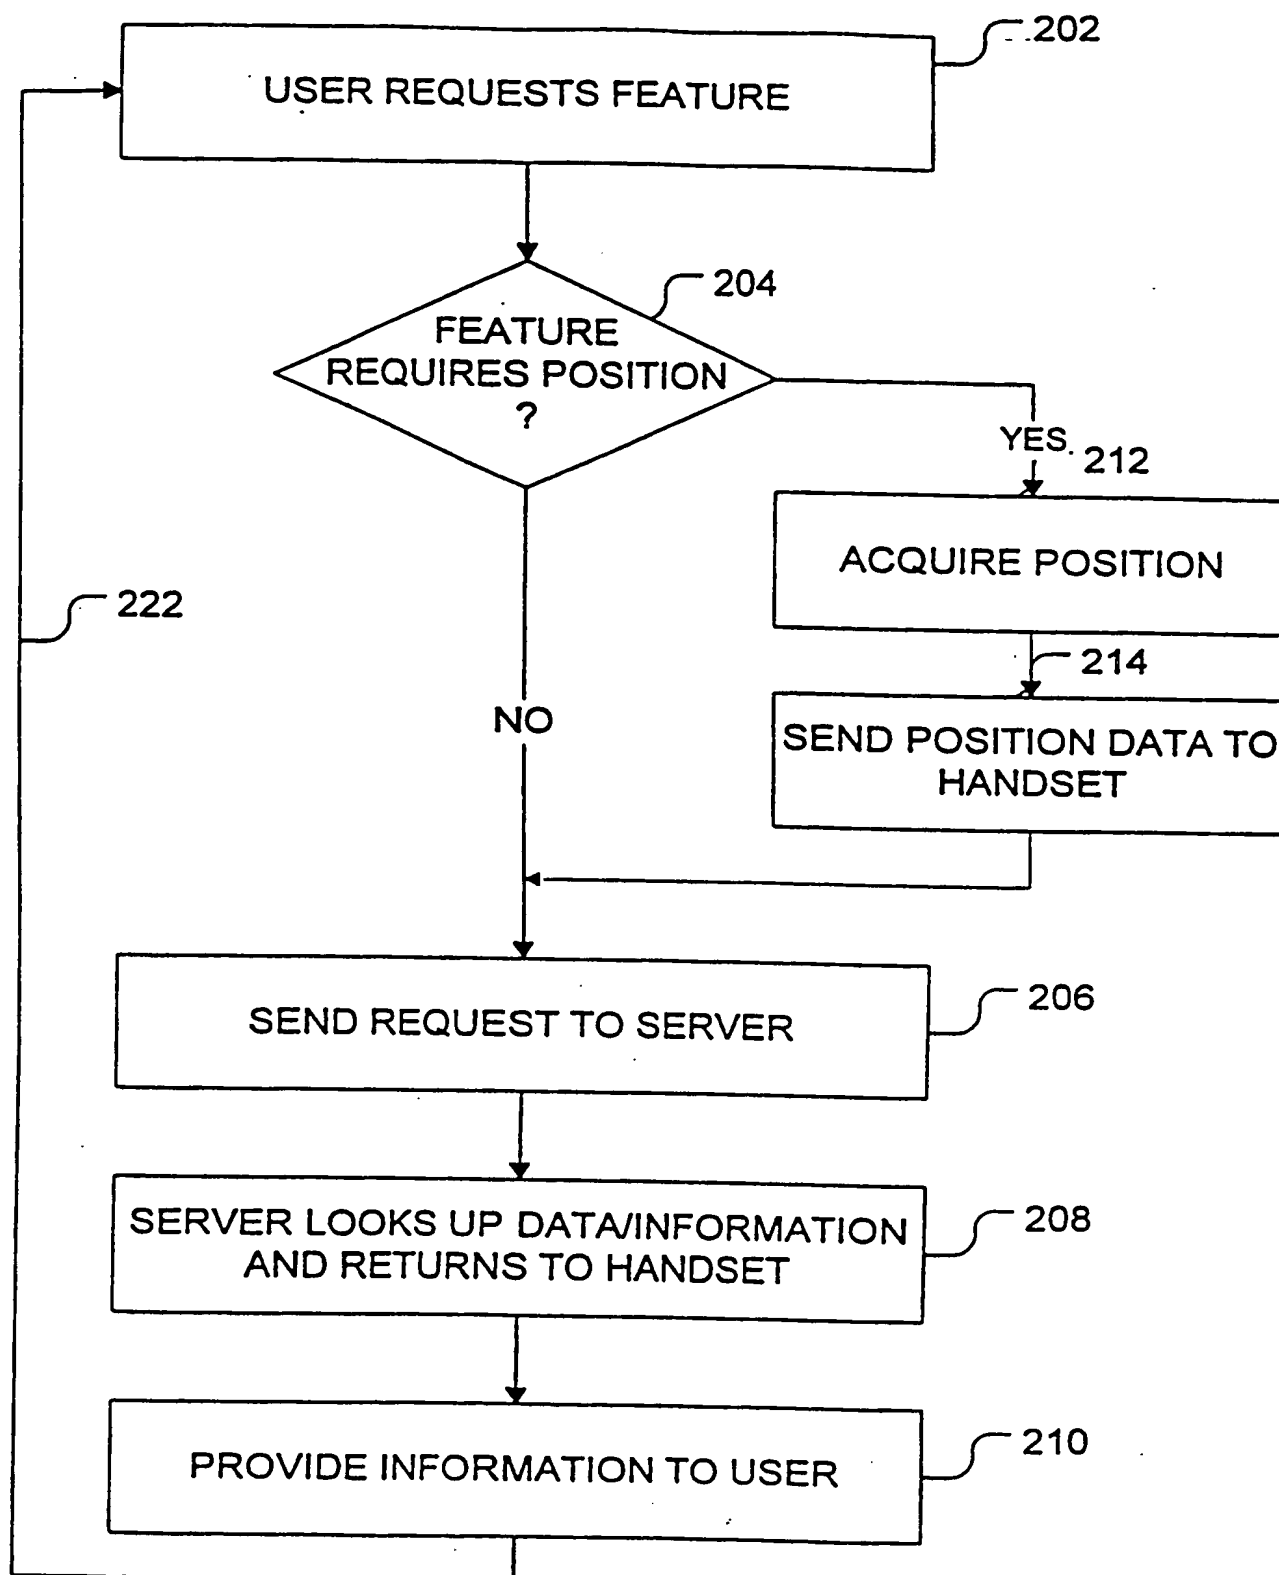 202
USER REQUESTS FEATURE
204
FEATURE
REQUIRES POSITION
?
YES
212
ACQUIRE POSITION
222
214
NO
SEND POSITION DATA TO
HANDSET
206
SEND REQUEST TO SERVER
208
SERVER LOOKS UP DATA/INFORMATION
AND RETURNS TO HANDSET
210
PROVIDE INFORMATION TO USER